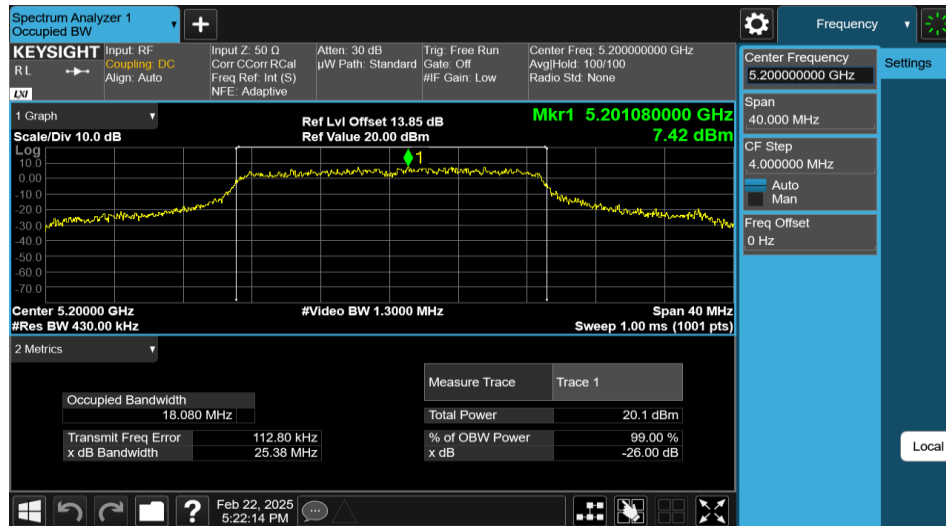 Spectrum Analyzer 1
Occupied BW
Frequency
KEYSIGHT
R L
LXI
Input: RF
Coupling: DC
Align: Auto
Input Z: 50 Ω
Corr CCorr RCal
Freq Ref: Int (S)
NFE: Adaptive
Atten: 30 dB
µW Path: Standard
Trig: Free Run
Gate: Off
#IF Gain: Low
Center Freq: 5.200000000 GHz
Avg|Hold: 100/100
Radio Std: None
Center Frequency
5.200000000 GHz
Settings
Span
40.000 MHz
CF Step
4.000000 MHz
Auto
Man
Freq Offset
0 Hz
Local
1 Graph
Scale/Div 10.0 dB
Ref Lvl Offset 13.85 dB
Ref Value 20.00 dBm
Mkr1 5.201080000 GHz
7.42 dBm
Log
10.0
0.00
-10.0
-20.0
-30.0
-40.0
-50.0
-60.0
-70.0
1
Center 5.20000 GHz
#Res BW 430.00 kHz
#Video BW 1.3000 MHz
Span 40 MHz
Sweep 1.00 ms (1001 pts)
2 Metrics
Occupied Bandwidth
18.080 MHz
Transmit Freq Error 112.80 kHz
x dB Bandwidth 25.38 MHz
Measure Trace Trace 1
Total Power 20.1 dBm
% of OBW Power 99.00 %
x dB -26.00 dB
Feb 22, 2025
5:22:14 PM